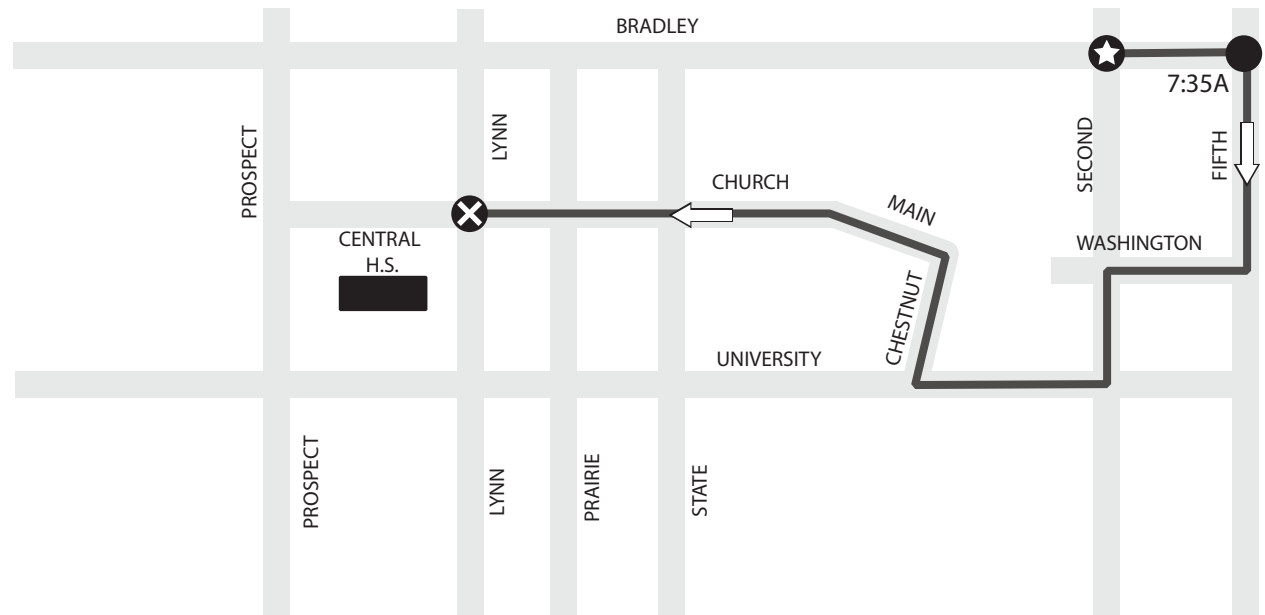 BRADLEY
7:35A
PROSPECT
LYNN
SECOND
FIFTH
CHURCH
MAIN
CENTRAL
H.S.
WASHINGTON
CHESTNUT
UNIVERSITY
PROSPECT
LYNN
PRAIRIE
STATE